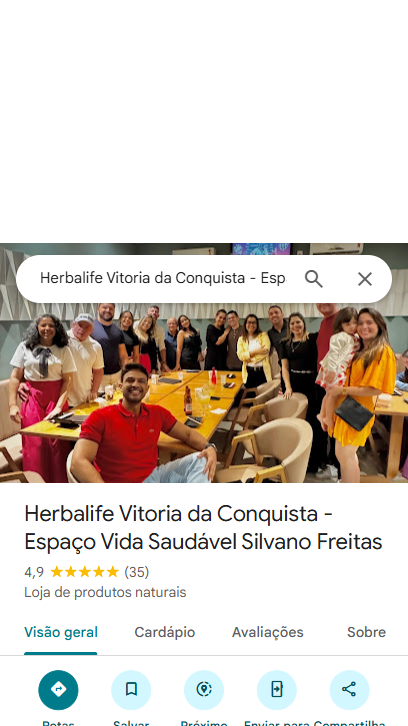 Herbalife Vitoria da Conquista - Esp
Herbalife Vitoria da Conquista -
Espaço Vida Saudável Silvano Freitas
4,9 (35)
Loja de produtos naturais
Visão geral Cardápio Avaliações Sobre
Rotas Salvar Próximo Enviar para Compartilha